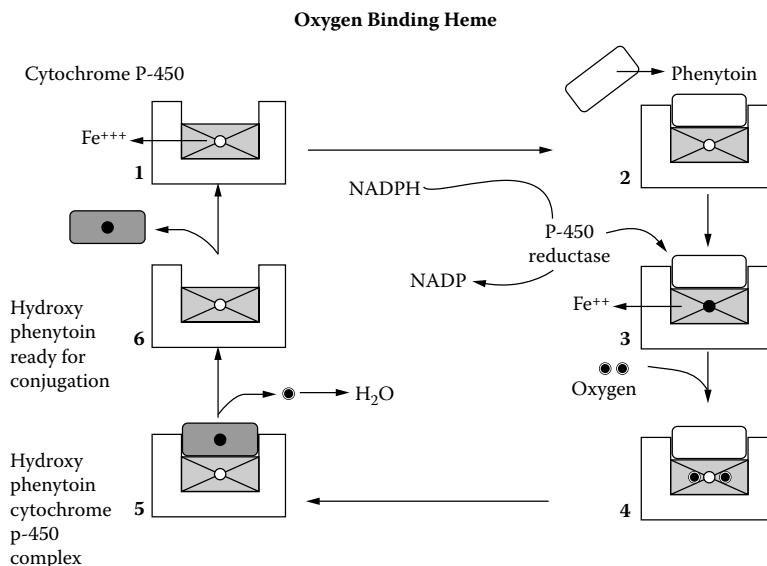 Oxygen Binding Heme
Cytochrome P-450
Phenytoin
Fe+++
1
2
NADPH
P-450
reductase
NADP
Fe++
3
Hydroxy
phenytoin
ready for
conjugation
6
Oxygen
H₂O
Hydroxy
phenytoin
cytochrome
p-450
complex
5
4